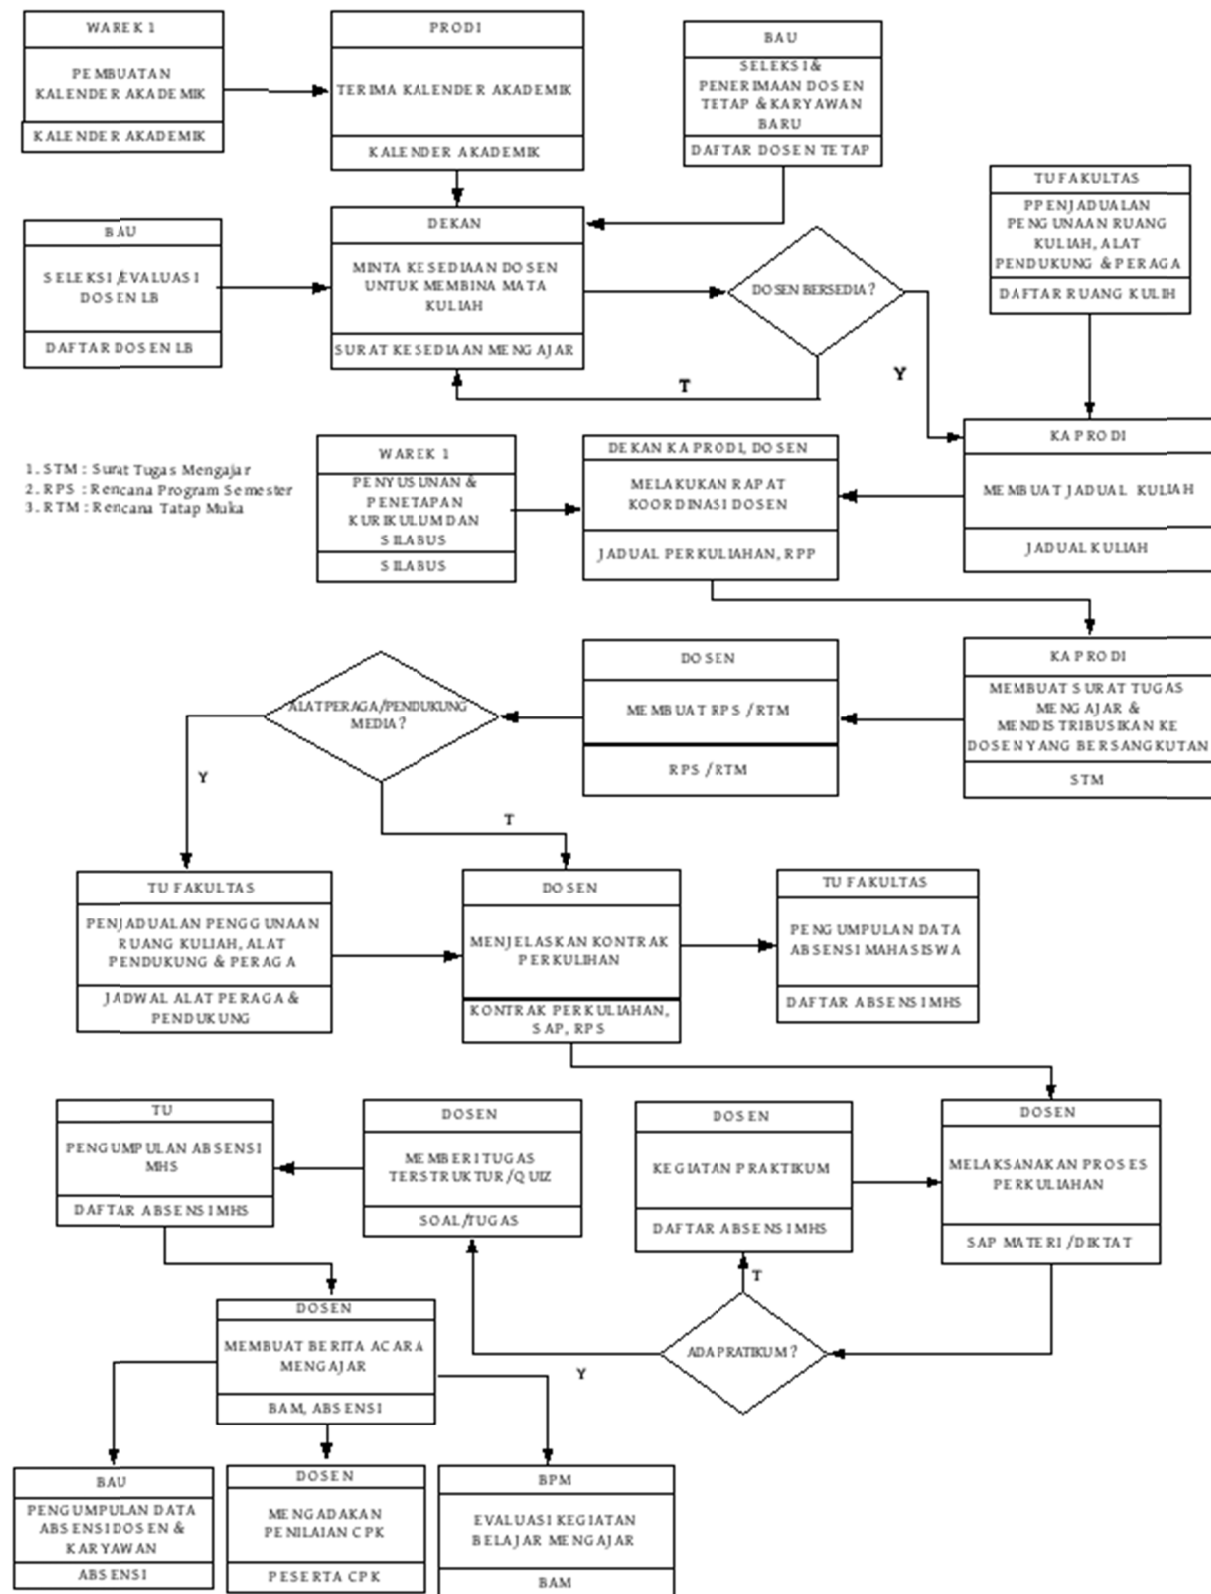 WAREK 1
PEMBUATAN
KALENDER AKADEMIK
KALENDER AKADEMIK
PRODI
TERIMA KALENDER AKADEMIK
KALENDER AKADEMIK
BAU
SELEKSI &
PENERIMAAN DOSEN
TETAP & KARYAWAN
BARU
DAFTAR DOSEN TETAP
TU FAKULTAS
PPENJADUALAN
PENGUNAAN RUANG
KULIAH, ALAT
PENDUKUNG & PERAGA
DAFTAR RUANG KULIH
BAU
SELEKSI /EVALUASI
DOSEN LB
DAFTAR DOSEN LB
DEKAN
MINTA KESEDIAAN DOSEN
UNTUK MEMBINA MATA
KULIAH
SURAT KESEDIAAN MENGAJAR
DOSEN BERSEDIA?
T
Y
1. STM : Surat Tugas Mengajar
2. RPS : Rencana Program Semester
3. RTM : Rencana Tatap Muka
WAREK 1
PENYUSUNAN &
PENETAPAN
KURIKULUM DAN
SILABUS
SILABUS
DEKAN KA PRODI, DOSEN
MELAKUKAN RAPAT
KOORDINASI DOSEN
JADUAL PERKULIAHAN, RPP
KA PRODI
MEMBUAT JADUAL KULIAH
JADUAL KULIAH
ALAT PERAGA/PENDUKUNG
MEDIA?
Y
T
DOSEN
MEMBUAT RPS / RTM
RPS / RTM
KA PRODI
MEMBUAT SURAT TUGAS
MENGAJAR &
MENDISTRIBUSIKAN KE
DOSEN YANG BERSANGKUTAN
STM
TU FAKULTAS
PENJADUALAN PENGGUNAAN
RUANG KULIAH, ALAT
PENDUKUNG & PERAGA
JADWAL ALAT PERAGA &
PENDUKUNG
DOSEN
MENJELASKAN KONTRAK
PERKULIHAN
KONTRAK PERKULIAHAN,
SAP, RPS
TU FAKULTAS
PENGUMPULAN DATA
ABSENSI MAHASISWA
DAFTAR ABSENSI MHS
TU
PENGUMPULAN ABSENSI
MHS
DAFTAR ABSENSI MHS
DOSEN
MEMBERI TUGAS
TERSTRUKTUR/QUIZ
SOAL/TUGAS
DOSEN
KEGIATAN PRAKTIKUM
DAFTAR ABSENSI MHS
DOSEN
MELAKSANAKAN PROSES
PERKULIAHAN
SAP MATERI /DIKTAT
T
ADA PRATIKUM ?
Y
DOSEN
MEMBUAT BERITA ACARA
MENGAJAR
BAM, ABSENSI
BAU
PENGUMPULAN DATA
ABSENSI DOSEN &
KARYAWAN
ABSENSI
DOSEN
MENGADAKAN
PENILAIAN CPK
PESERTA CPK
BPM
EVALUASI KEGIATAN
BELAJAR MENGAJAR
BAM